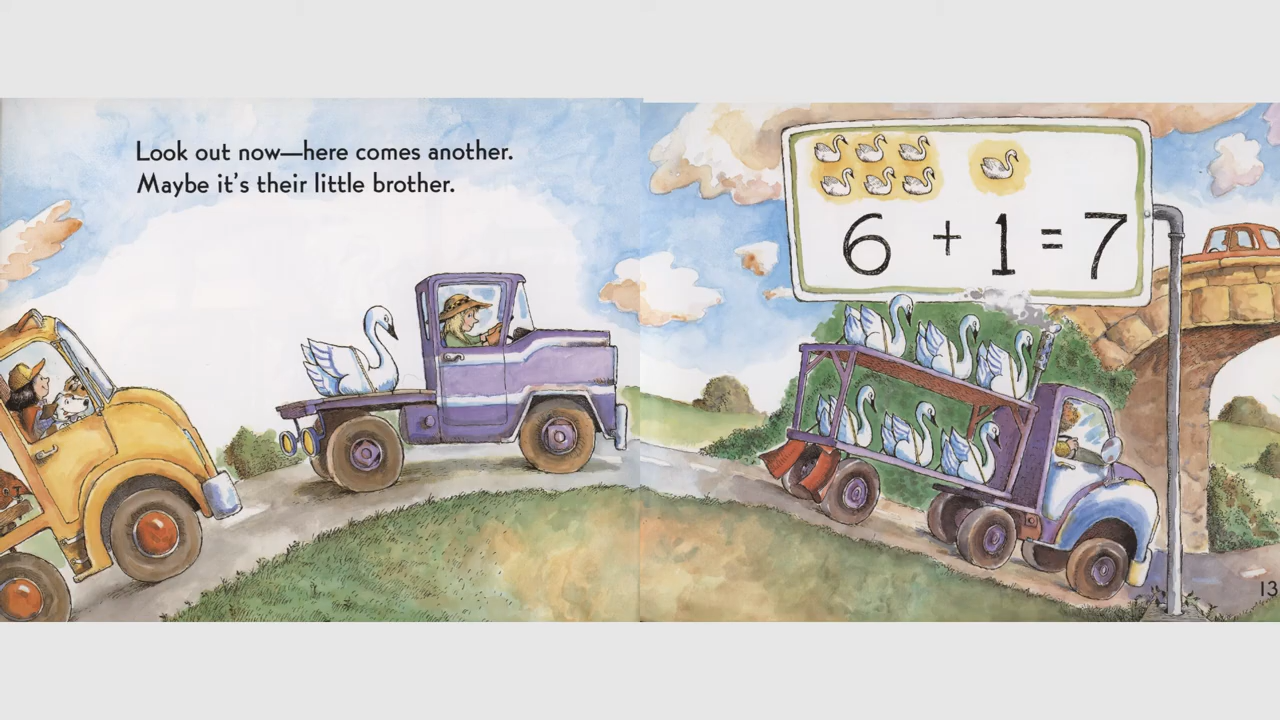 Look out now—here comes another.
Maybe it's their little brother.
6 + 1 = 7
13